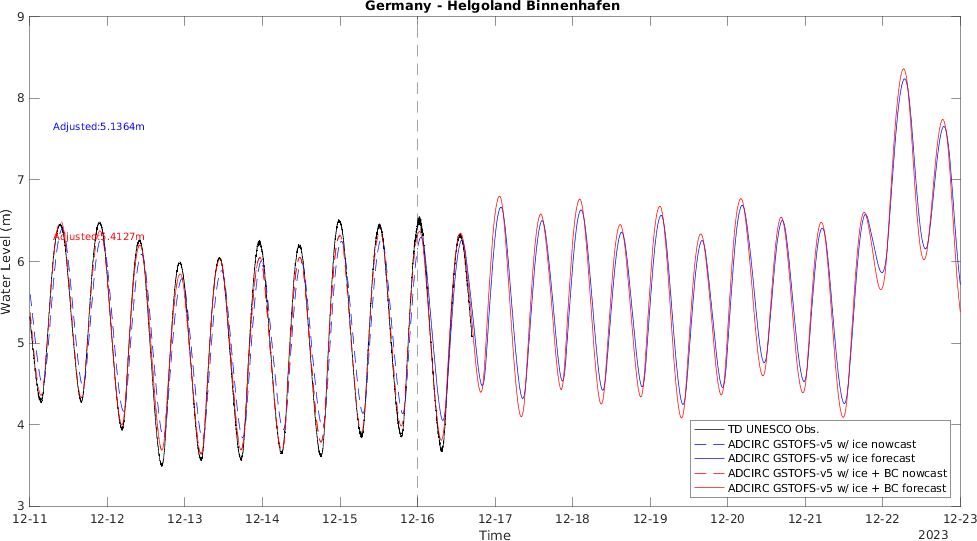 Germany - Helgoland Binnenhafen
9
8
7
6
5
4
3
Water Level (m)
Adjusted:5.1364m
Adjusted:5.4127m
TD UNESCO Obs.
ADCIRC GSTOFS-v5 w/ ice nowcast
ADCIRC GSTOFS-v5 w/ ice forecast
ADCIRC GSTOFS-v5 w/ ice + BC nowcast
ADCIRC GSTOFS-v5 w/ ice + BC forecast
12-11 12-12 12-13 12-14 12-15 12-16 12-17 12-18 12-19 12-20 12-21 12-22 12-23
Time
2023